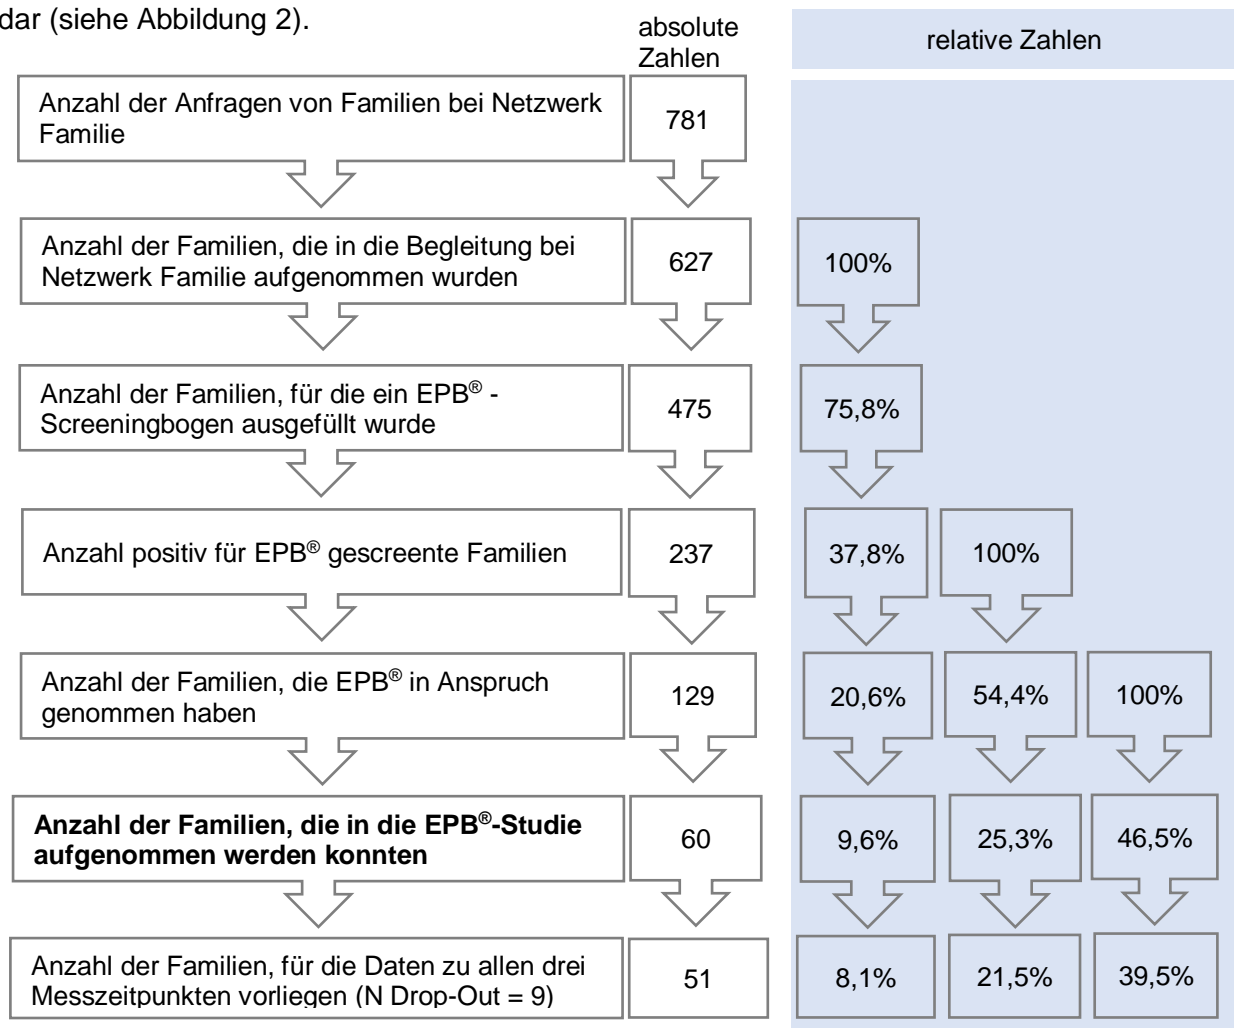 dar (siehe Abbildung 2).
absolute
Zahlen
relative Zahlen
Anzahl der Anfragen von Familien bei Netzwerk
Familie
781
Anzahl der Familien, die in die Begleitung bei
Netzwerk Familie aufgenommen wurden
627
100%
Anzahl der Familien, für die ein EPB® -
Screeningbogen ausgefüllt wurde
475
75,8%
Anzahl positiv für EPB® gescreente Familien
237
37,8%
100%
Anzahl der Familien, die EPB® in Anspruch
genommen haben
129
20,6%
54,4%
100%
Anzahl der Familien, die in die EPB®-Studie
aufgenommen werden konnten
60
9,6%
25,3%
46,5%
Anzahl der Familien, für die Daten zu allen drei
Messzeitpunkten vorliegen (N Drop-Out = 9)
51
8,1%
21,5%
39,5%